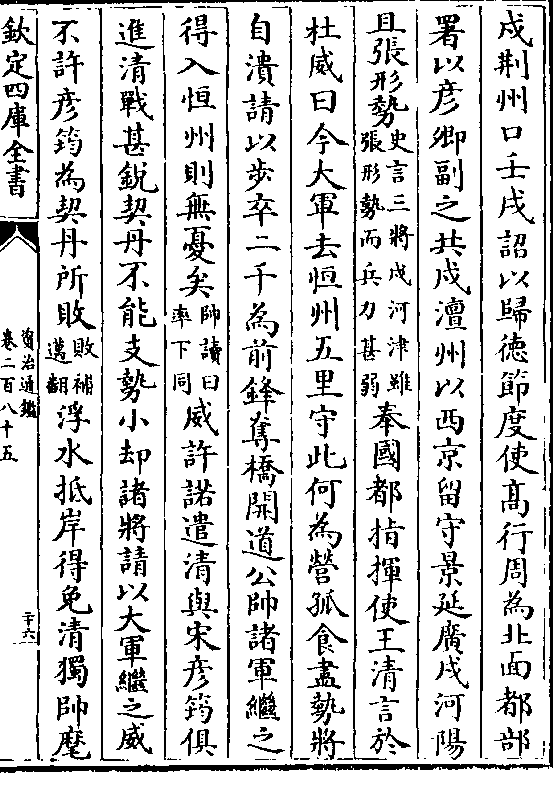 戍荆州口壬戌詔以歸徳節度使髙行周為北面都部
署以彦卿副之共戍澶州以西京留守景延廣戍河陽
且張形勢史言三將戍河津雖張形勢而兵力甚弱奉國都指揮使王清言於
杜威曰今大軍去恒州五里守此何為營孤食盡勢將
自潰請以歩卒二千為前鋒奪橋開道公帥諸軍繼之
得入恒州則無憂矣帥讀曰率下同威許諾遣清與宋彦筠俱
進清戰甚鋭契丹不能支勢小却諸將請以大軍繼之威
不許彦筠為契丹所敗敗補邁翻浮水抵岸得免清獨帥麾
欽定四庫全書
資治通鑑
卷二百八十五
二十六